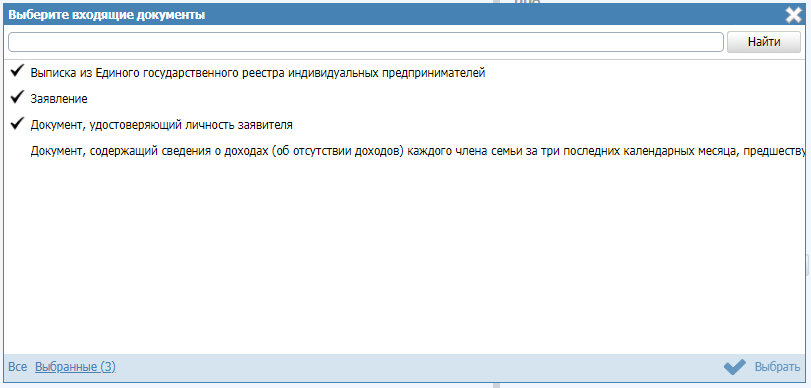 Выберите входящие документы
Найти
Выписка из Единого государственного реестра индивидуальных предпринимателей
Заявление
Документ, удостоверяющий личность заявителя
Документ, содержащий сведения о доходах (об отсутствии доходов) каждого члена семьи за три последних календарных месяца, предшеству
Все Выбранные (3) Выбрать